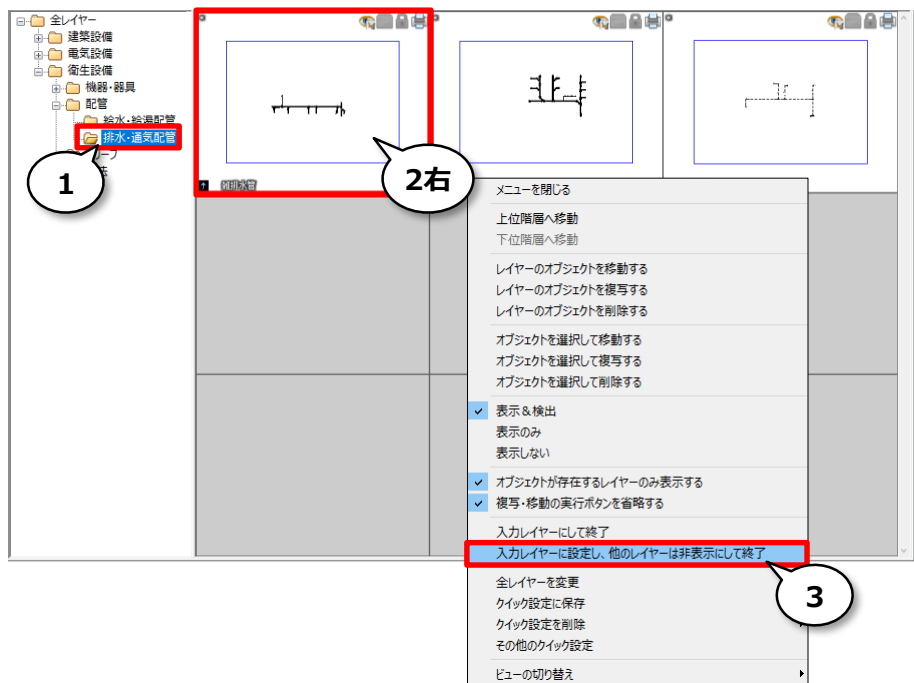 全レイヤー
建築設備
電気設備
衛生設備
機器・器具
配管
給水・給湯配管
排水・通気配管
1
2右
雑排水管
メニューを閉じる
上位階層へ移動
下位階層へ移動
レイヤーのオブジェクトを移動する
レイヤーのオブジェクトを複写する
レイヤーのオブジェクトを削除する
オブジェクトを選択して移動する
オブジェクトを選択して複写する
オブジェクトを選択して削除する
表示&検出
表示のみ
表示しない
オブジェクトが存在するレイヤーのみ表示する
複写・移動の実行ボタンを省略する
入力レイヤーにして終了
入力レイヤーに設定し、他のレイヤーは非表示にして終了
3
全レイヤーを変更
クイック設定に保存
クイック設定を削除
その他のクイック設定
ビューの切り替え